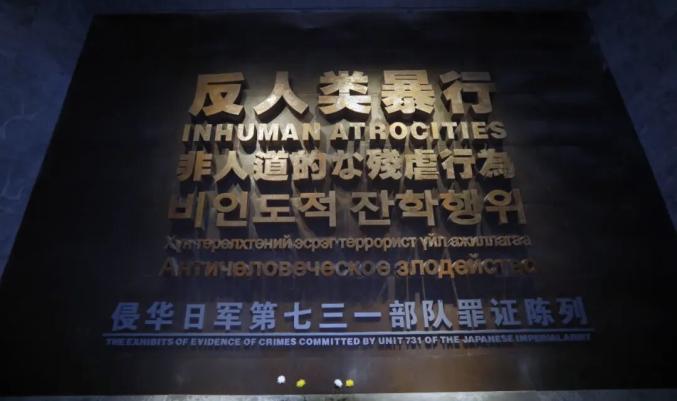 反人类暴行
INHUMAN ATROCITIES
非人道的な残虐行為
비인도적 잔학행위
Хүн төрөлхтөний эсрэг террорист үйл ажиллагаа
Античеловеческое злодейство
侵华日军第七三一部队罪证陈列
THE EXHIBITS OF EVIDENCE OF CRIMES COMMITTED BY UNIT 731 OF THE JAPANESE IMPERIAL ARMY